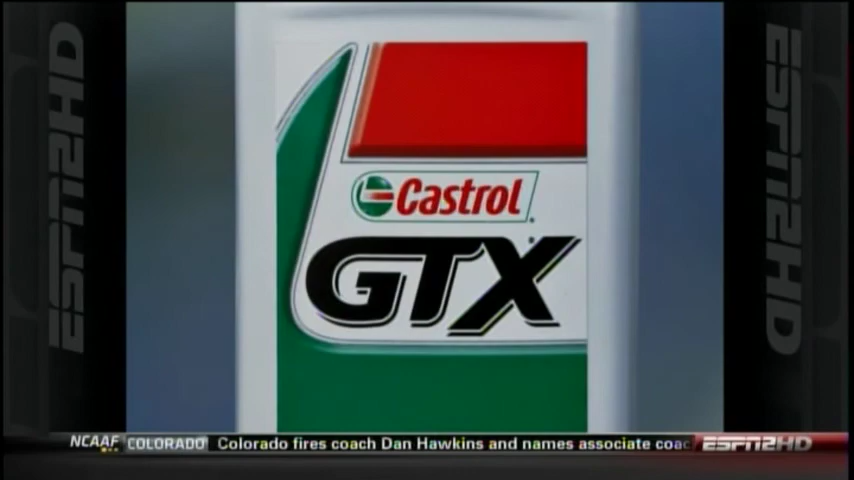 ESPN2HD
Castrol
GTX
ESPN2HD
NCAAF COLORADO Colorado fires coach Dan Hawkins and names associate coac ESPN2HD